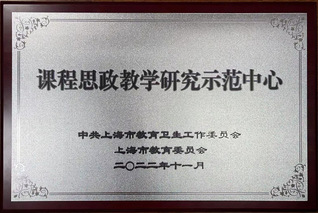 课程思政教学研究示范中心
中共上海市教育卫生工作委员会
上海市教育委员会
二〇二二年十一月